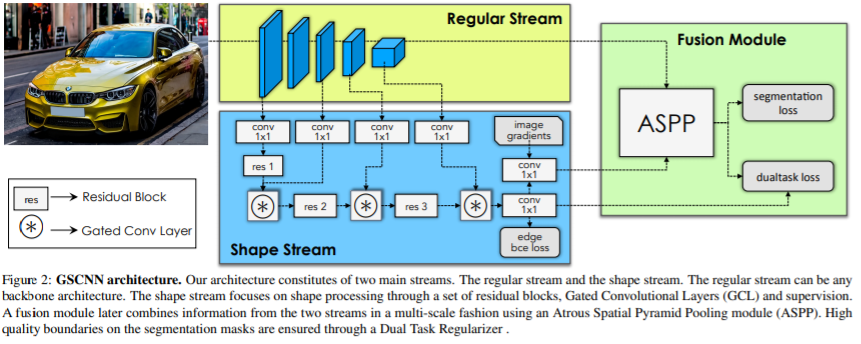 Regular Stream
Fusion Module
ASPP
segmentation
loss
dualtask loss
conv
1x1
conv
1x1
conv
1x1
conv
1x1
image
gradients
res 1
conv
1x1
res 2
res 3
conv
1x1
edge
bce loss
Shape Stream
res
Residual Block
Gated Conv Layer
Figure 2: GSCNN architecture. Our architecture constitutes of two main streams. The regular stream and the shape stream. The regular stream can be any
backbone architecture. The shape stream focuses on shape processing through a set of residual blocks, Gated Convolutional Layers (GCL) and supervision.
A fusion module later combines information from the two streams in a multi-scale fashion using an Atrous Spatial Pyramid Pooling module (ASPP). High
quality boundaries on the segmentation masks are ensured through a Dual Task Regularizer .